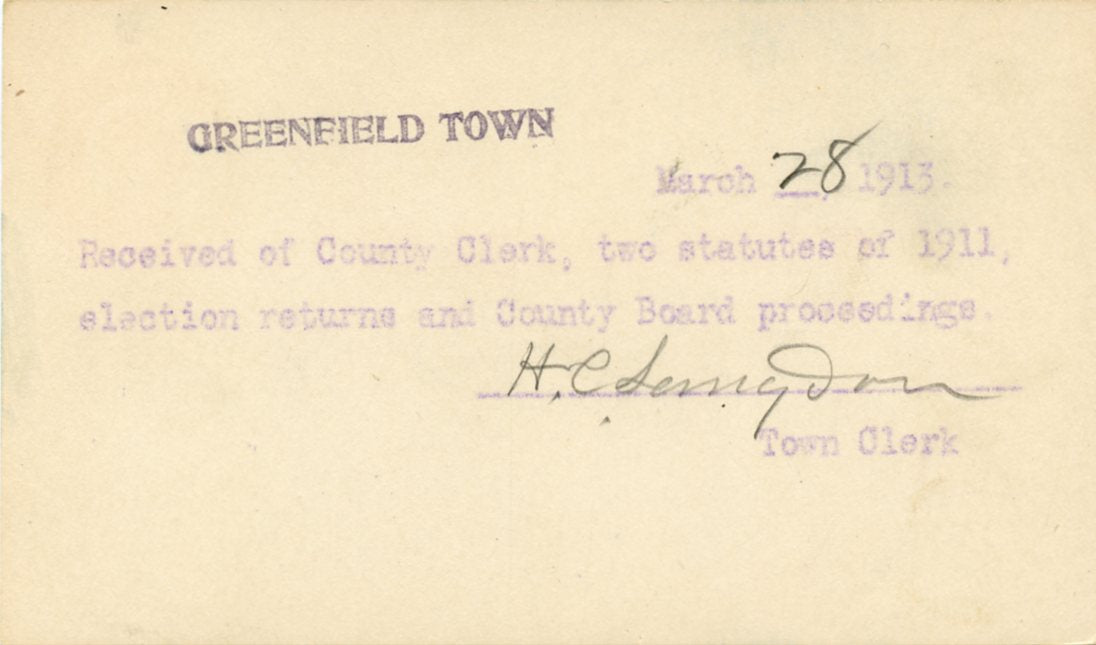 GREENFIELD TOWN
March 28, 1913.
Received of County Clerk, two statutes of 1911,
election returns and County Board proceedings.
H. C. Langdon
Town Clerk